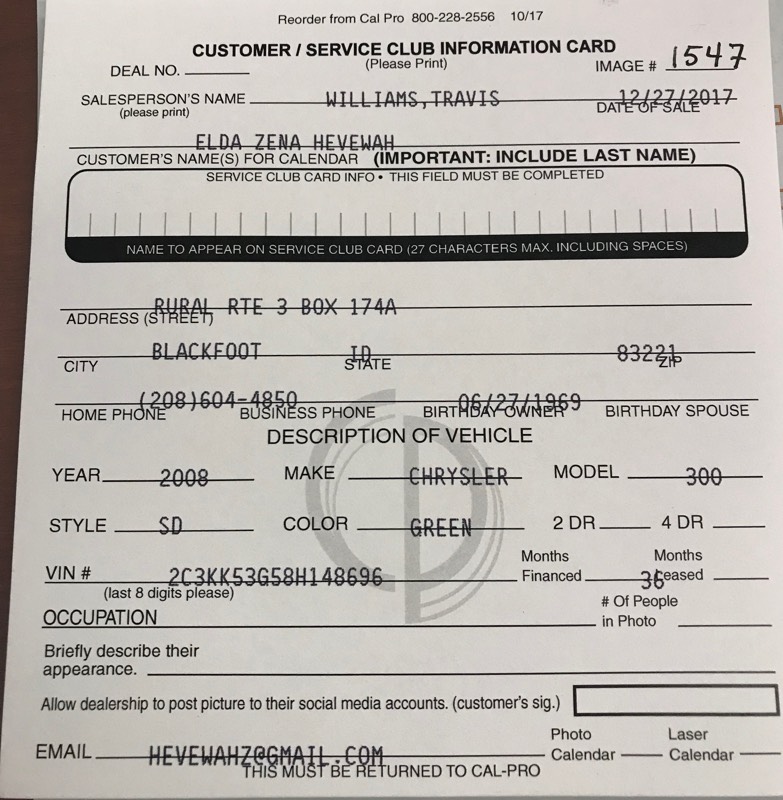 Reorder from Cal Pro 800-228-2556 10/17
CUSTOMER / SERVICE CLUB INFORMATION CARD
DEAL NO. (Please Print) IMAGE # 1547
SALESPERSON'S NAME WILLIAMS,TRAVIS 12/27/2017
(please print) DATE OF SALE
ELDA ZENA HEVEWAH
CUSTOMER'S NAME(S) FOR CALENDAR (IMPORTANT: INCLUDE LAST NAME)
SERVICE CLUB CARD INFO • THIS FIELD MUST BE COMPLETED
NAME TO APPEAR ON SERVICE CLUB CARD (27 CHARACTERS MAX. INCLUDING SPACES)
RURAL RTE 3 BOX 174A
ADDRESS (STREET)
BLACKFOOT ID 83221
CITY STATE ZIP
(208)604-4850 06/27/1969
HOME PHONE BUSINESS PHONE BIRTHDAY OWNER BIRTHDAY SPOUSE
DESCRIPTION OF VEHICLE
YEAR 2008 MAKE CHRYSLER MODEL 300
STYLE SD COLOR GREEN 2 DR 4 DR
Months Months
VIN # 2C3KK53G58H148696 Financed 36 Leased
(last 8 digits please) # Of People
OCCUPATION in Photo
Briefly describe their
appearance.
Allow dealership to post picture to their social media accounts. (customer's sig.)
Photo Laser
EMAIL HEVEWAHZ@GMAIL.COM Calendar Calendar
THIS MUST BE RETURNED TO CAL-PRO